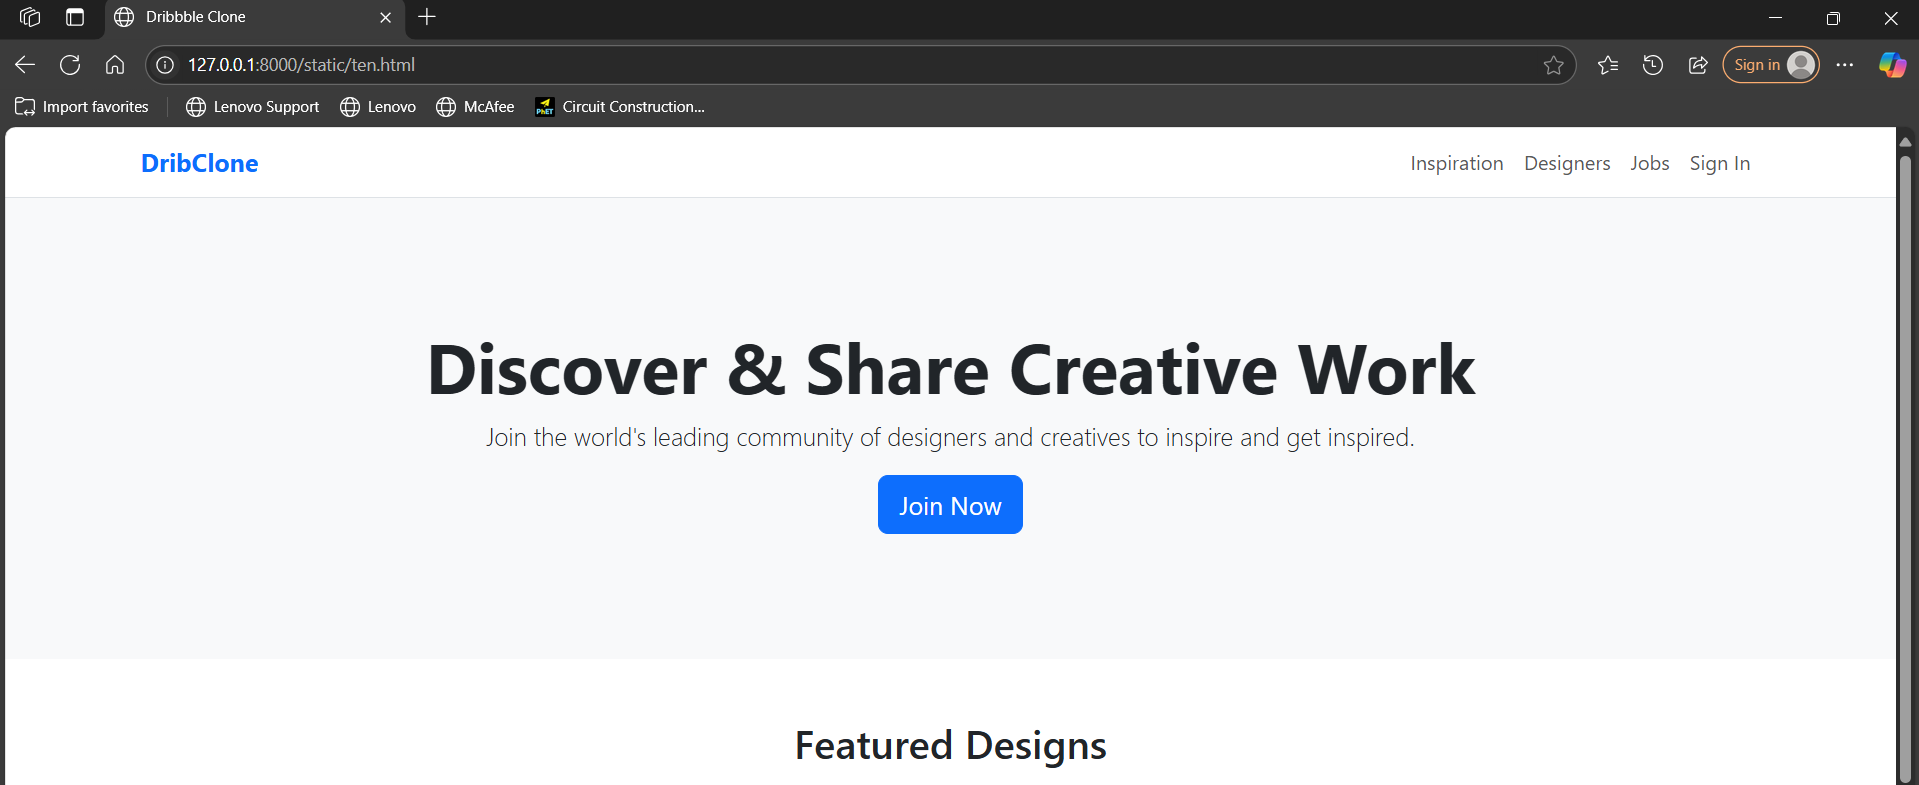 Dribbble Clone
127.0.0.1:8000/static/ten.html
Sign in
Import favorites
Lenovo Support
Lenovo
McAfee
PhET
Circuit Construction...
DribClone
Inspiration Designers Jobs Sign In
Discover & Share Creative Work
Join the world's leading community of designers and creatives to inspire and get inspired.
Join Now
Featured Designs